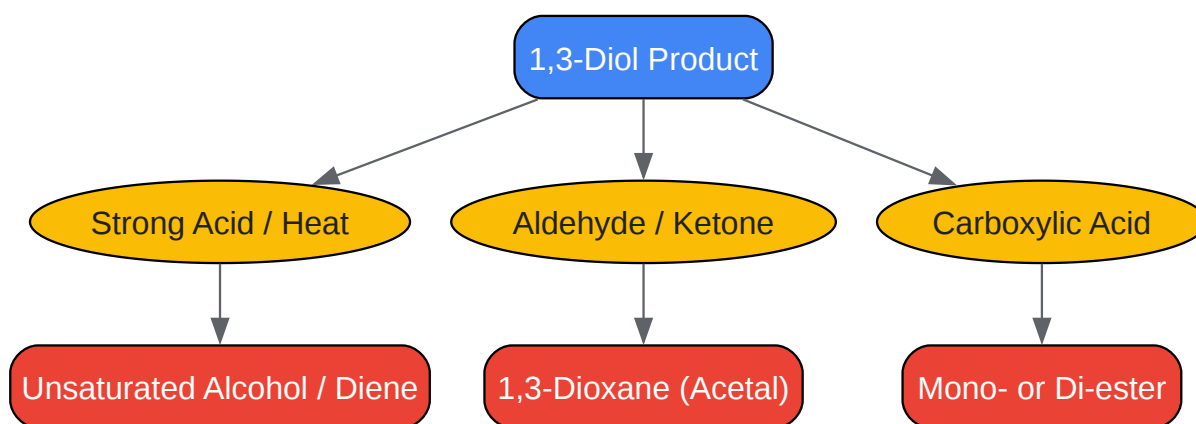 1,3-Diol Product
Strong Acid / Heat
Aldehyde / Ketone
Carboxylic Acid
Unsaturated Alcohol / Diene
1,3-Dioxane (Acetal)
Mono- or Di-ester